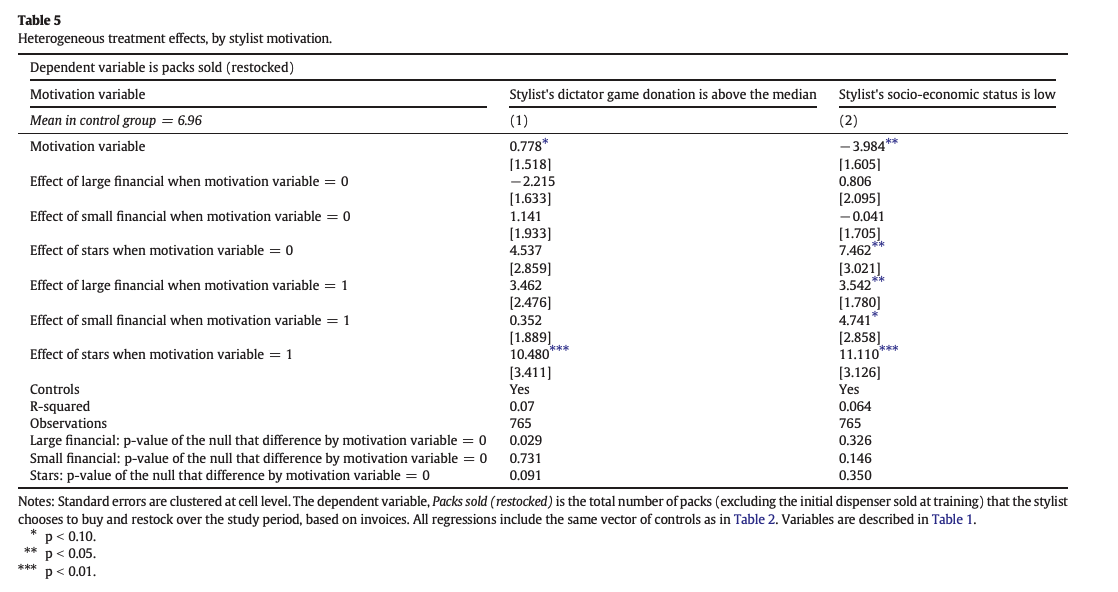 Table 5
Heterogeneous treatment effects, by stylist motivation.
Dependent variable is packs sold (restocked)
Motivation variable Stylist's dictator game donation is above the median Stylist's socio-economic status is low
Mean in control group = 6.96 (1) (2)
Motivation variable 0.778* −3.984**
[1.518] [1.605]
Effect of large financial when motivation variable = 0 −2.215 0.806
[1.633] [2.095]
Effect of small financial when motivation variable = 0 1.141 −0.041
[1.933] [1.705]
Effect of stars when motivation variable = 0 4.537 7.462**
[2.859] [3.021]
Effect of large financial when motivation variable = 1 3.462 3.542**
[2.476] [1.780]
Effect of small financial when motivation variable = 1 0.352 4.741*
[1.889] [2.858]
Effect of stars when motivation variable = 1 10.480*** 11.110***
[3.411] [3.126]
Controls Yes Yes
R-squared 0.07 0.064
Observations 765 765
Large financial: p-value of the null that difference by motivation variable = 0 0.029 0.326
Small financial: p-value of the null that difference by motivation variable = 0 0.731 0.146
Stars: p-value of the null that difference by motivation variable = 0 0.091 0.350
Notes: Standard errors are clustered at cell level. The dependent variable, Packs sold (restocked) is the total number of packs (excluding the initial dispenser sold at training) that the stylist
chooses to buy and restock over the study period, based on invoices. All regressions include the same vector of controls as in Table 2. Variables are described in Table 1.
* p < 0.10.
** p < 0.05.
*** p < 0.01.